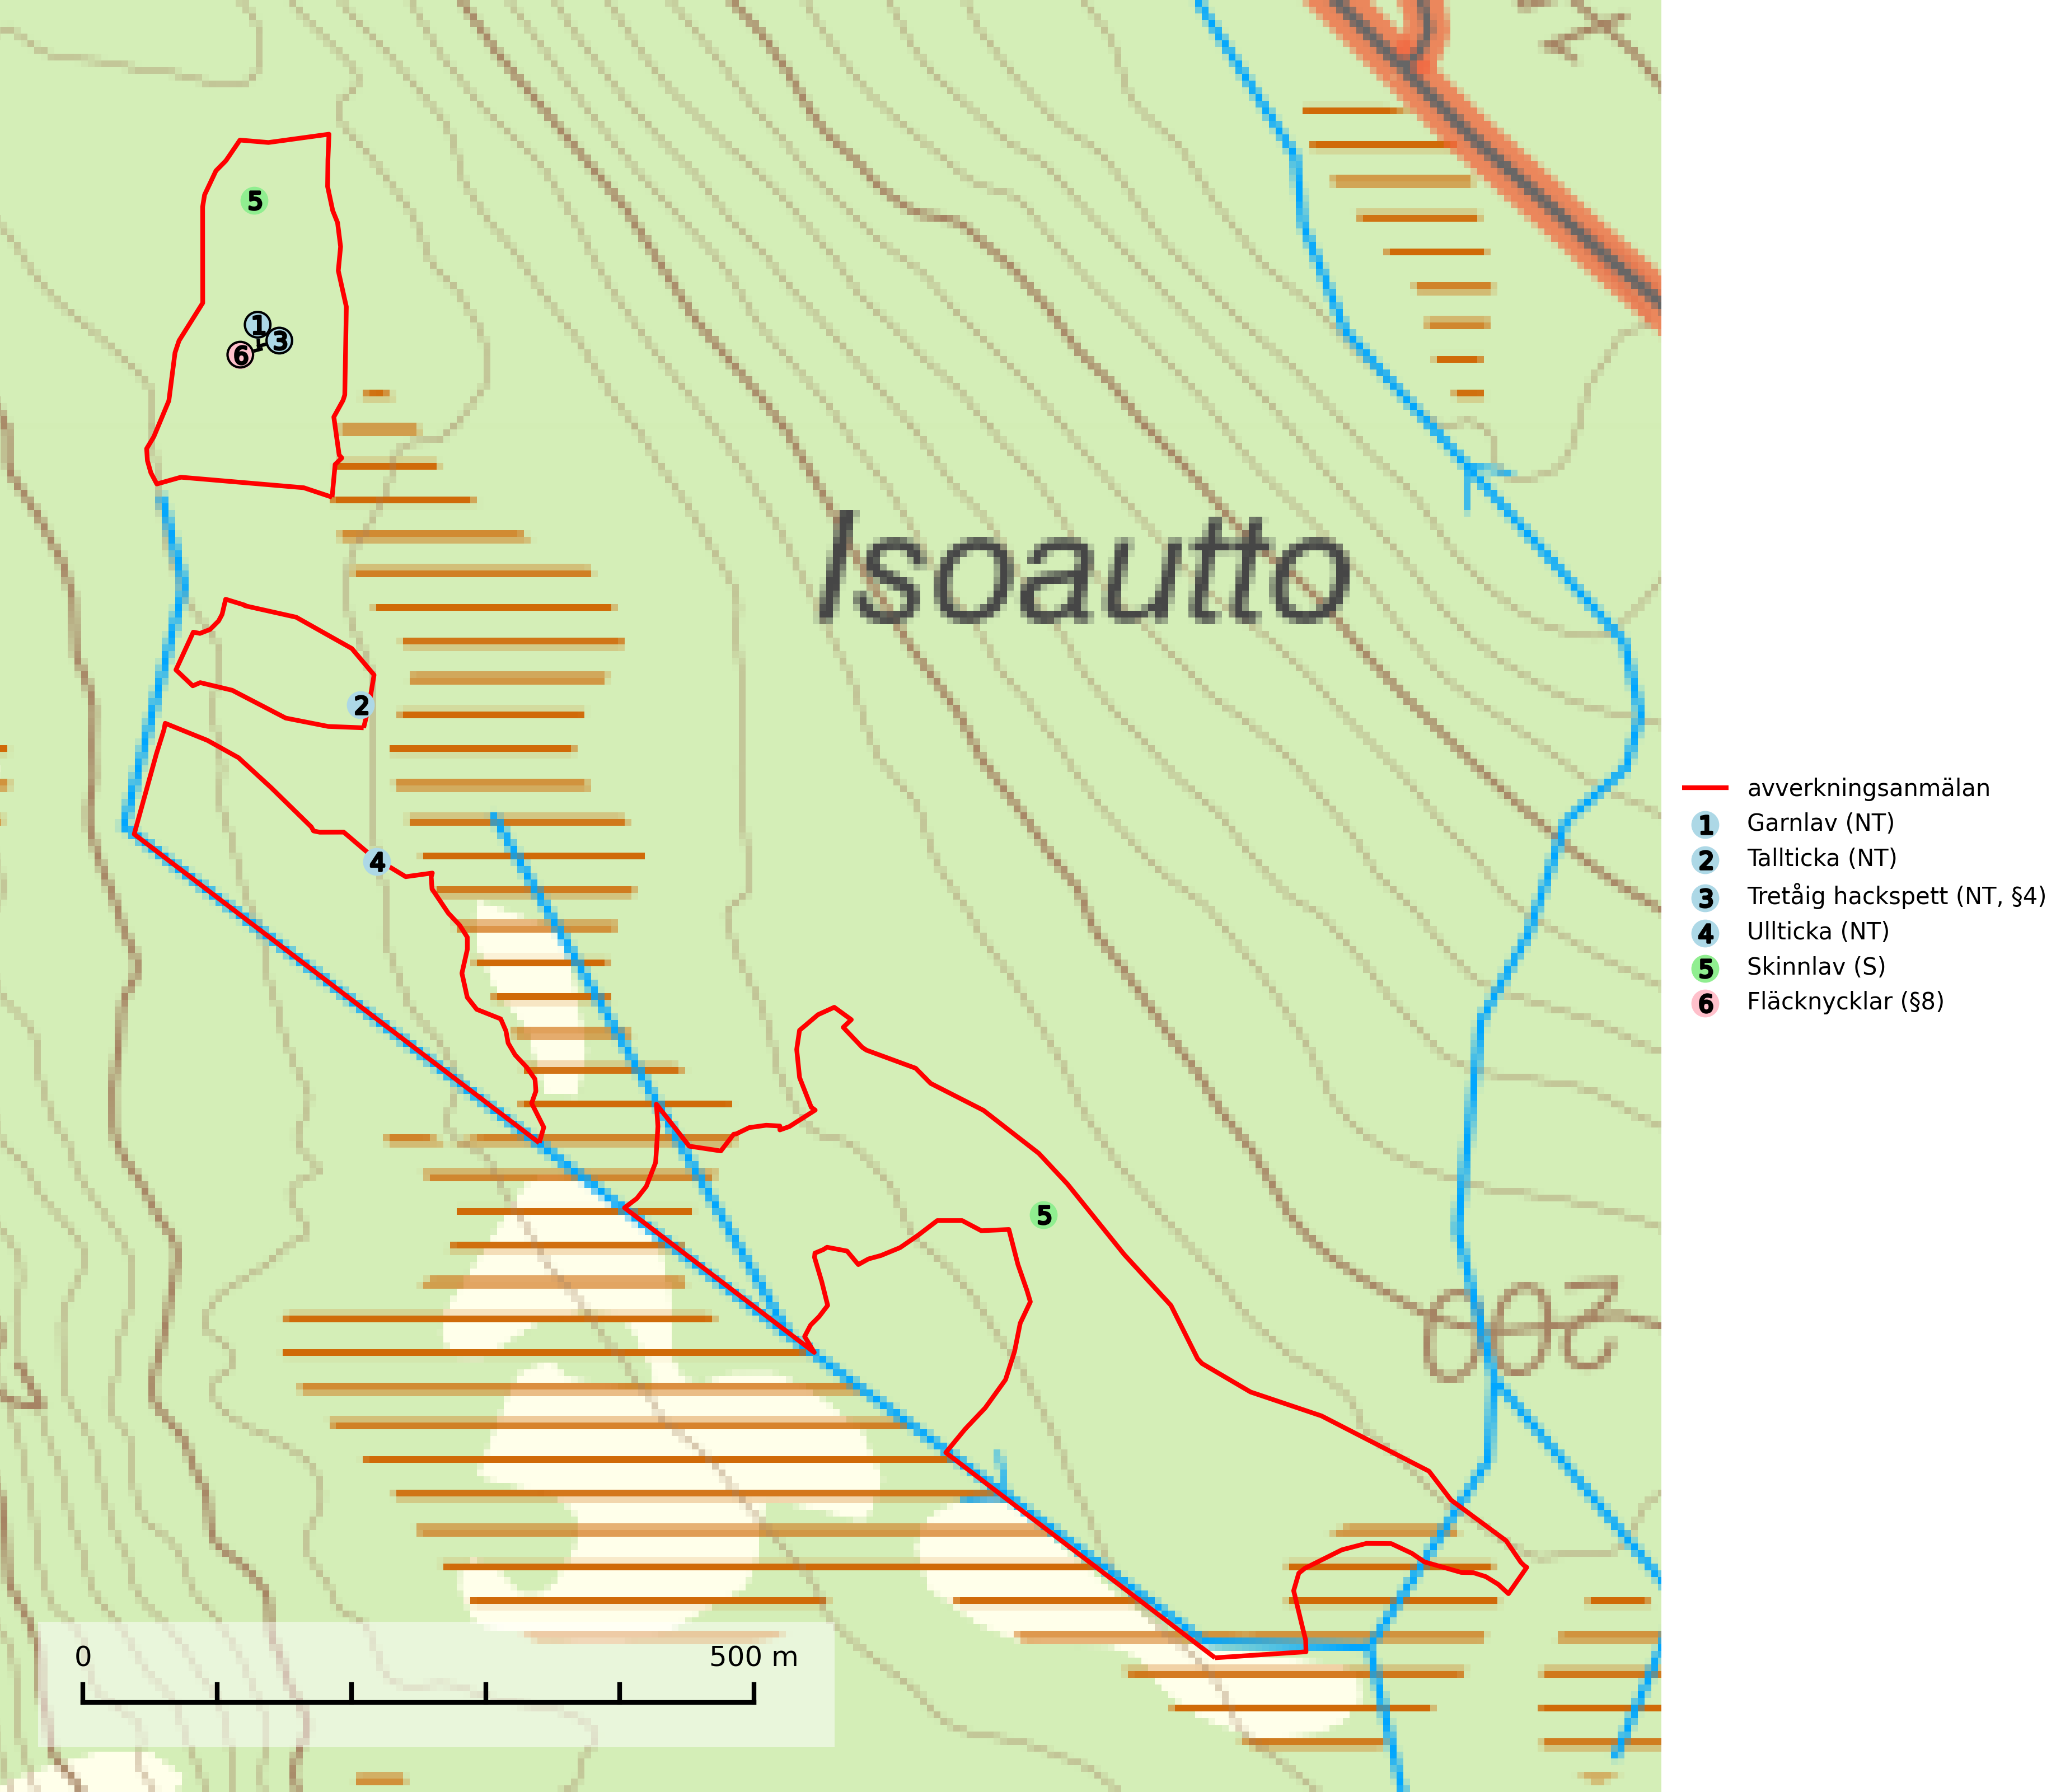 5
1
3
6
Isoautto
2
4
5
200
0 500 m
avverkningsanmälan
1 Garnlav (NT)
2 Tallticka (NT)
3 Tretåig hackspett (NT, §4)
4 Ullticka (NT)
5 Skinnlav (S)
6 Fläcknycklar (§8)